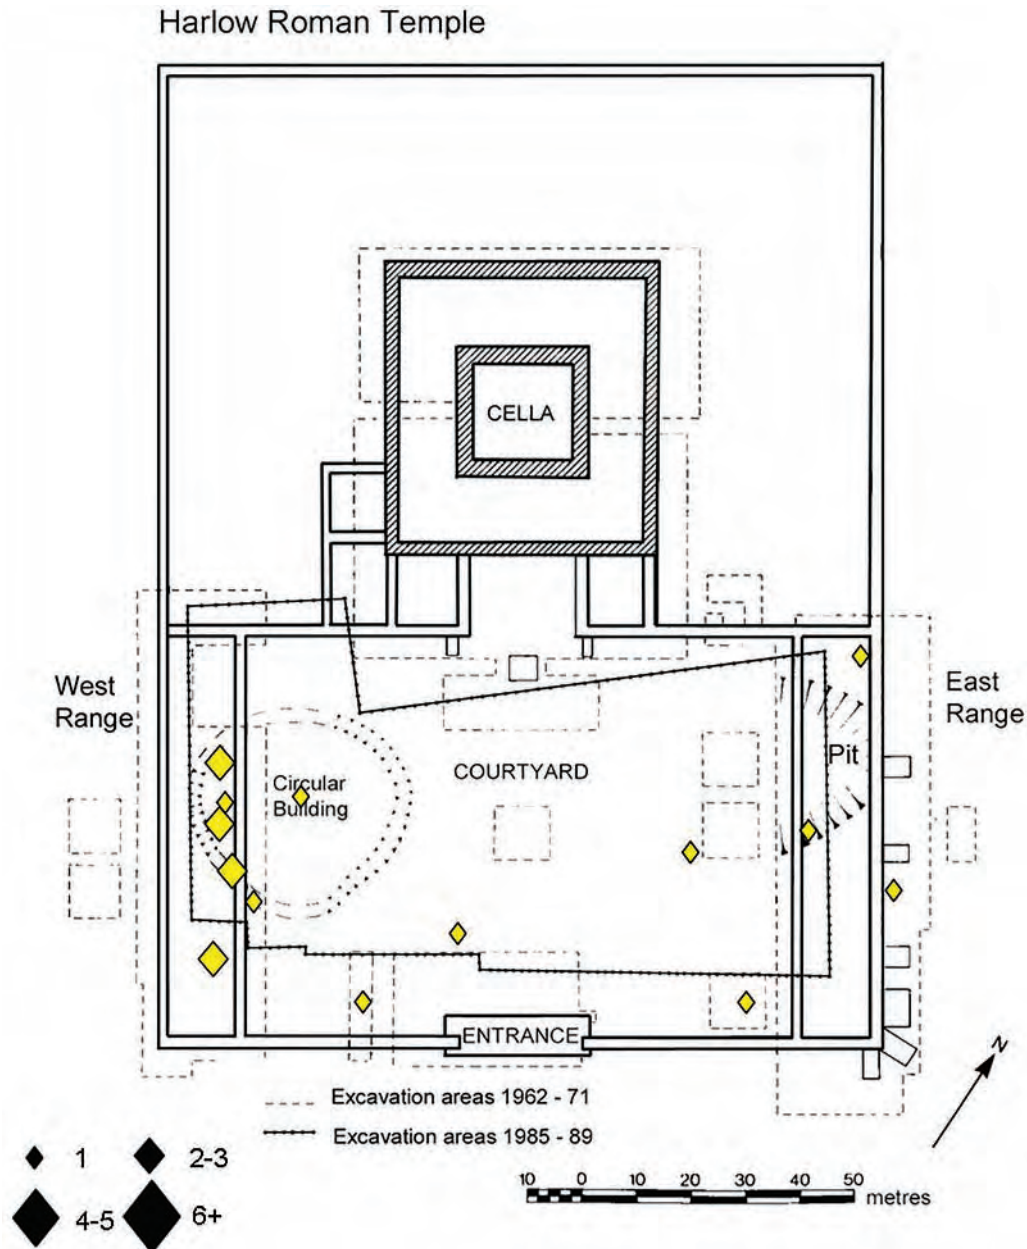 Harlow Roman Temple
CELLA
West
Range
East
Range
Pit
Circular
Building
COURTYARD
ENTRANCE
N
Excavation areas 1962 - 71
Excavation areas 1985 - 89
1
2-3
4-5
6+
10 0 10 20 30 40 50 metres